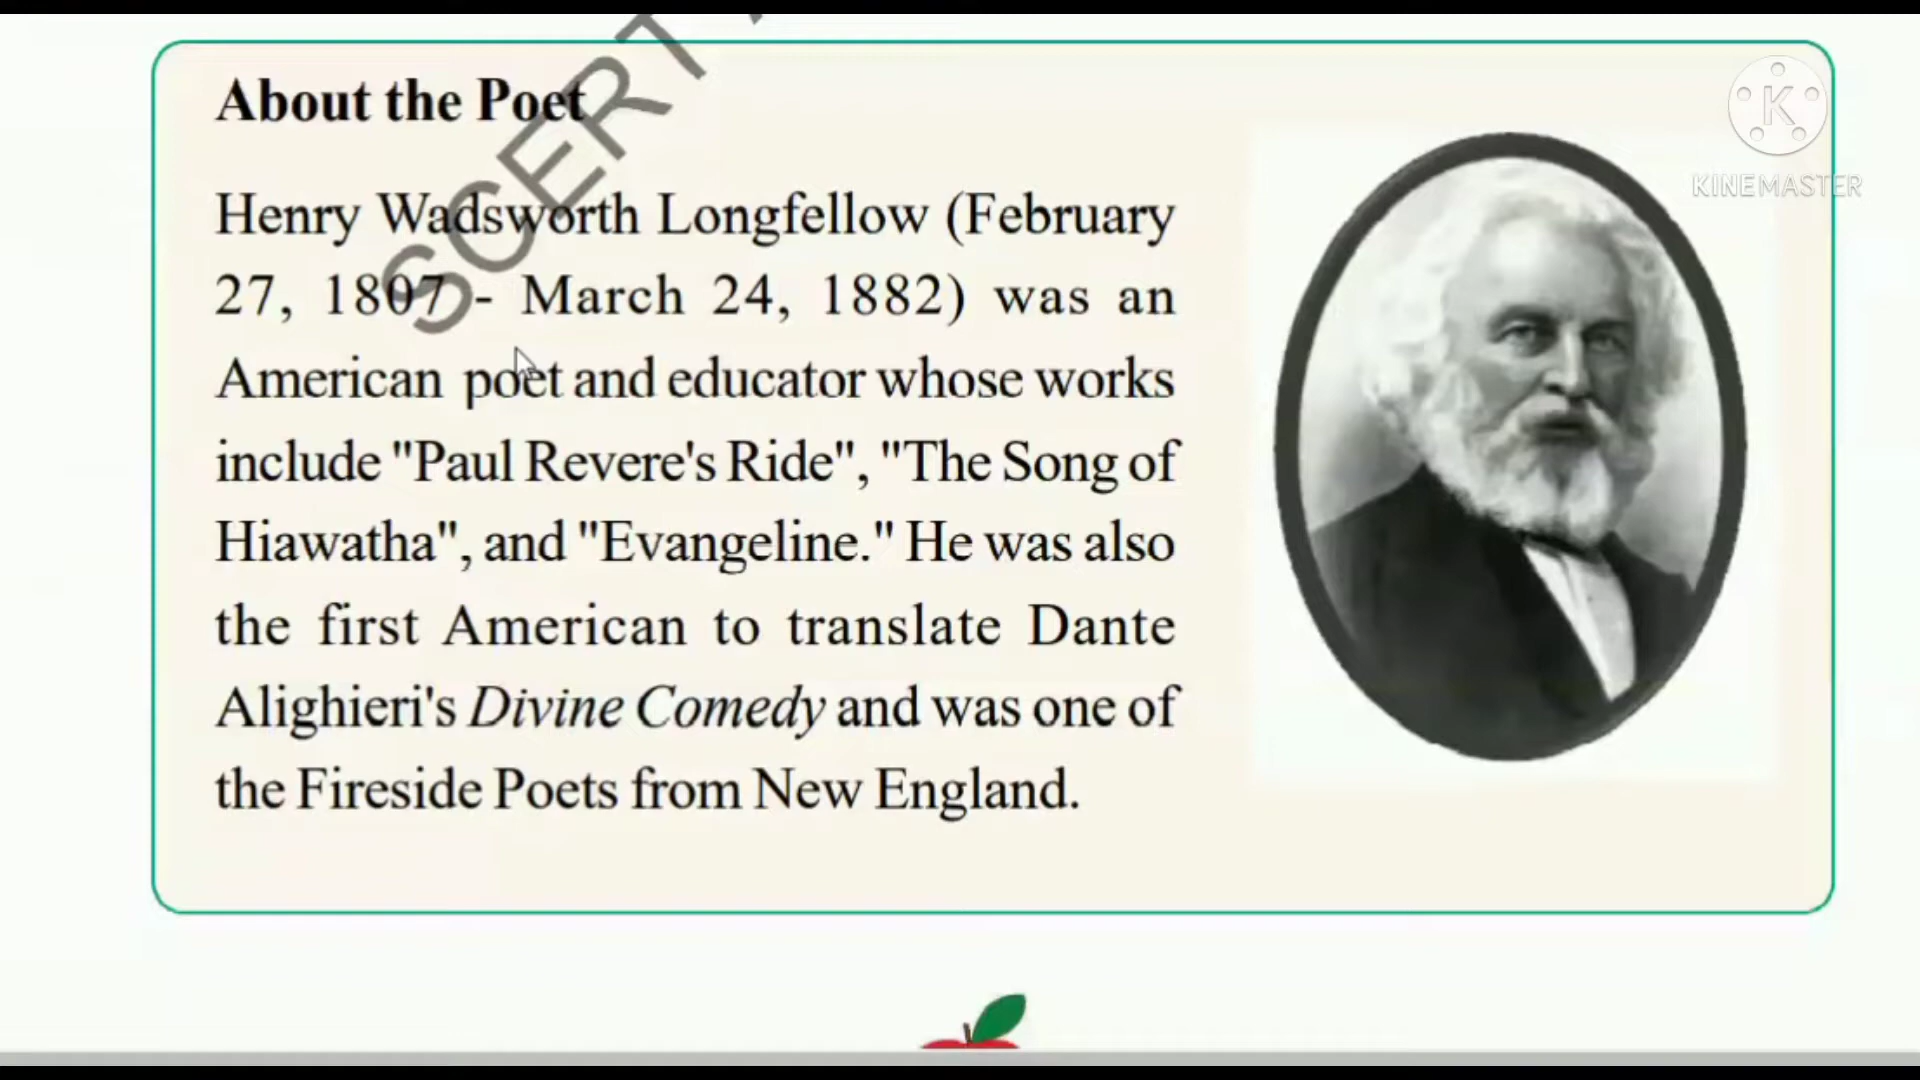 About the Poet
Henry Wadsworth Longfellow (February
27, 1807 - March 24, 1882) was an
American poet and educator whose works
include "Paul Revere's Ride", "The Song of
Hiawatha", and "Evangeline." He was also
the first American to translate Dante
Alighieri's Divine Comedy and was one of
the Fireside Poets from New England.
SCERT
K
KINEMASTER